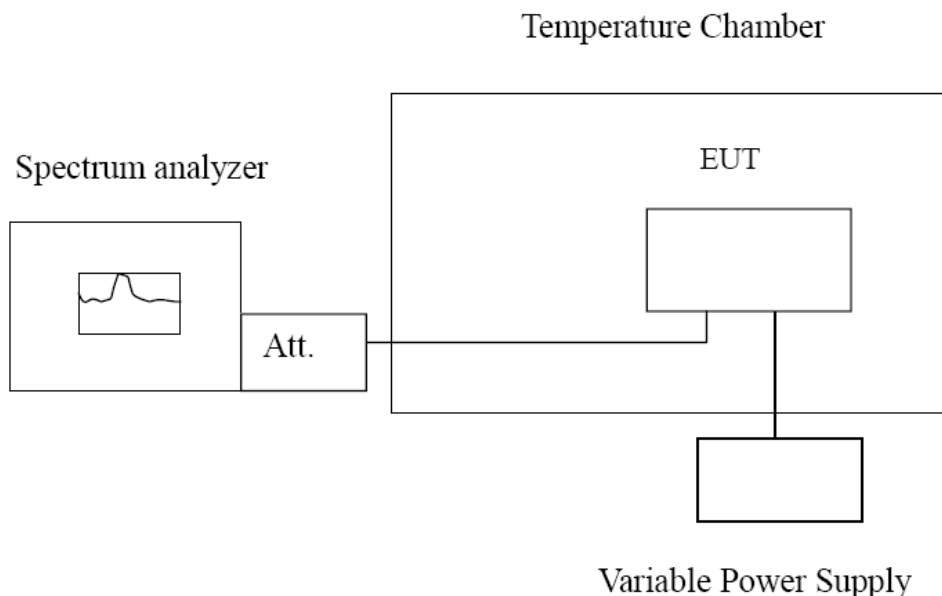 Temperature Chamber
EUT
Spectrum analyzer
Att.
Variable Power Supply